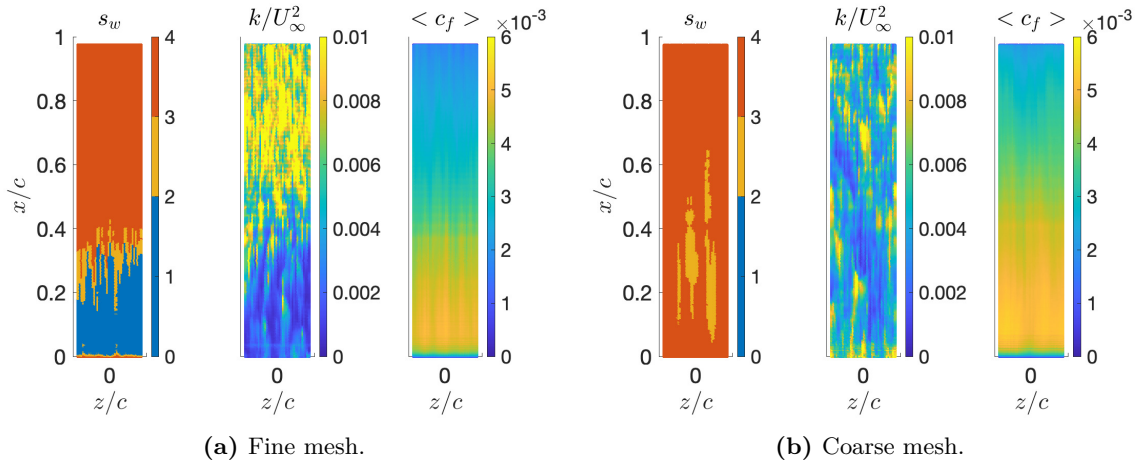 s_w k/U_∞^2 < c_f > ×10^-3 s_w k/U_∞^2 < c_f > ×10^-3
1 4 0.01 6 1 4 0.01 6
0.8 3 0.008 5 0.8 3 0.008 5
0.6 2 0.006 4 0.6 2 0.006 4
0.4 1 0.004 3 0.4 1 0.004 3
0.2 0 0.002 2 0.2 0 0.002 2
0 0 1 0 0 1
0 0
x/c x/c
0 0 0 0 0 0
z/c z/c z/c z/c z/c z/c
(a) Fine mesh. (b) Coarse mesh.